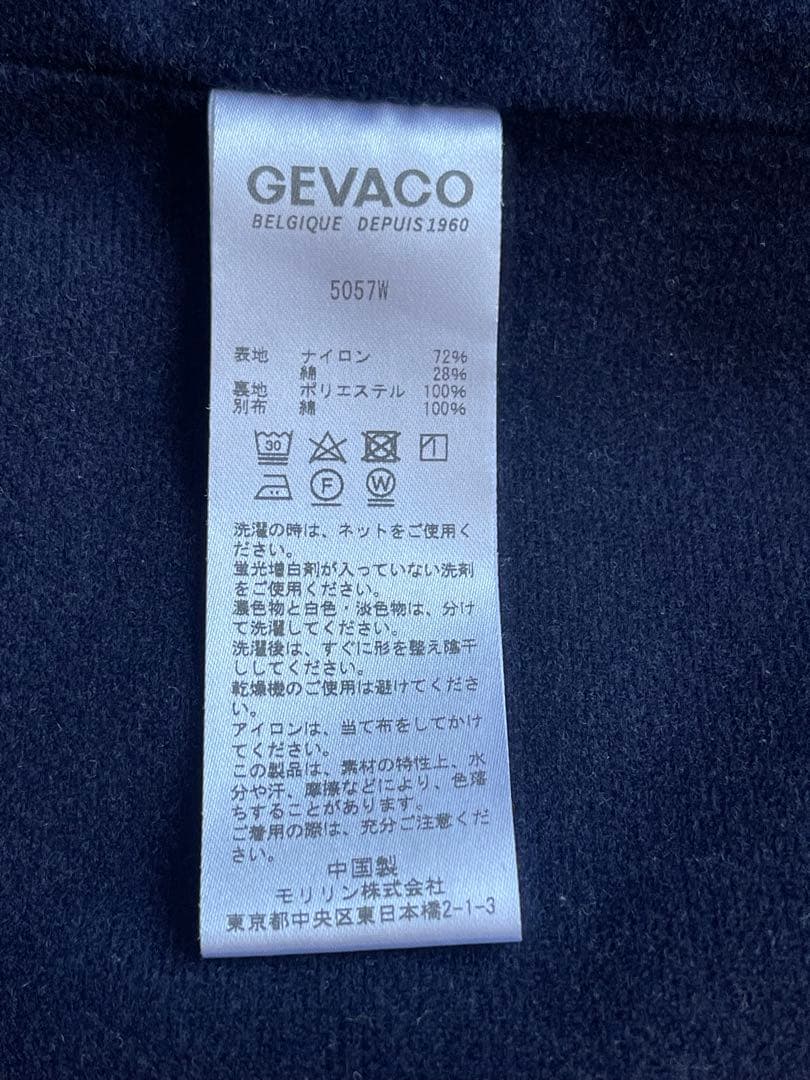 GEVACO
BELGIQUE DEPUIS 1960
5057W
表地 ナイロン 72%
綿 28%
裏地 ポリエステル 100%
別布 綿 100%
30
F
W
洗濯の時は、ネットをご使用く
ださい。
蛍光増白剤が入っていない洗剤
をご使用ください。
濃色物と白色・淡色物は、分け
て洗濯してください。
洗濯後は、すぐに形を整え陰干
ししてください。
乾燥機のご使用は避けてくださ
い。
アイロンは、当て布をしてかけ
てください。
この製品は、素材の特性上、水
分や汗、摩擦などにより、色落
ちすることがあります。
ご着用の際は、充分ご注意くだ
さい。
中国製
モリリン株式会社
東京都中央区東日本橋2-1-3